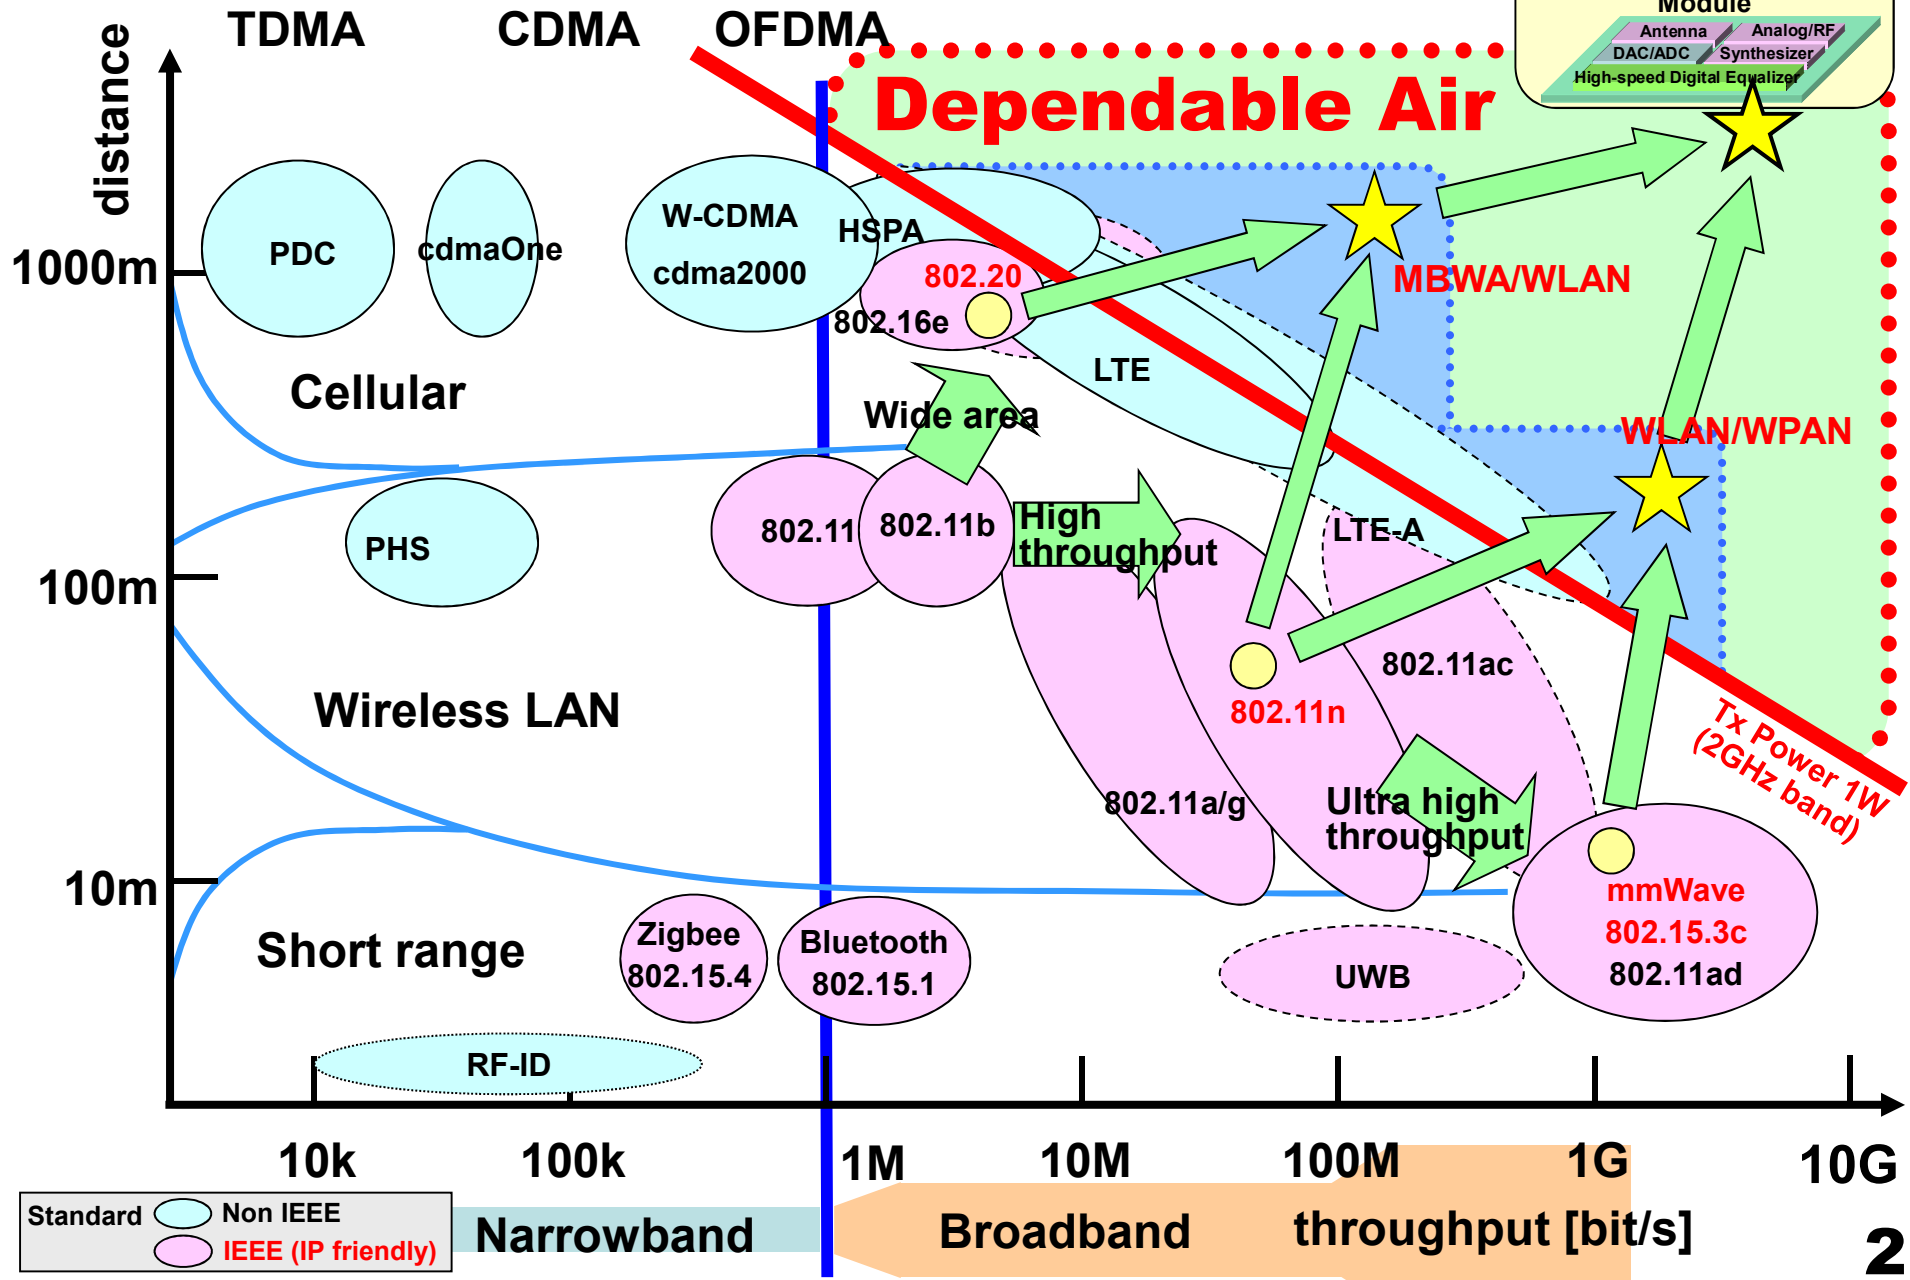 TDMA
CDMA
OFDMA
Module
Antenna
Analog/RF
DAC/ADC
Synthesizer
High-speed Digital Equalizer
distance
Dependable Air
1000m
PDC
cdmaOne
W-CDMA
cdma2000
HSPA
802.20
802.16e
MBWA/WLAN
Cellular
Wide area
LTE
WLAN/WPAN
100m
PHS
802.11
802.11b
High
throughput
LTE-A
Wireless LAN
802.11n
802.11ac
Tx Power 1W
(2GHz band)
802.11a/g
Ultra high
throughput
10m
Short range
Zigbee
802.15.4
Bluetooth
802.15.1
UWB
mmWave
802.15.3c
802.11ad
RF-ID
10k
100k
1M
10M
100M
1G
10G
Standard
Non IEEE
IEEE (IP friendly)
Narrowband
Broadband
throughput [bit/s]
2